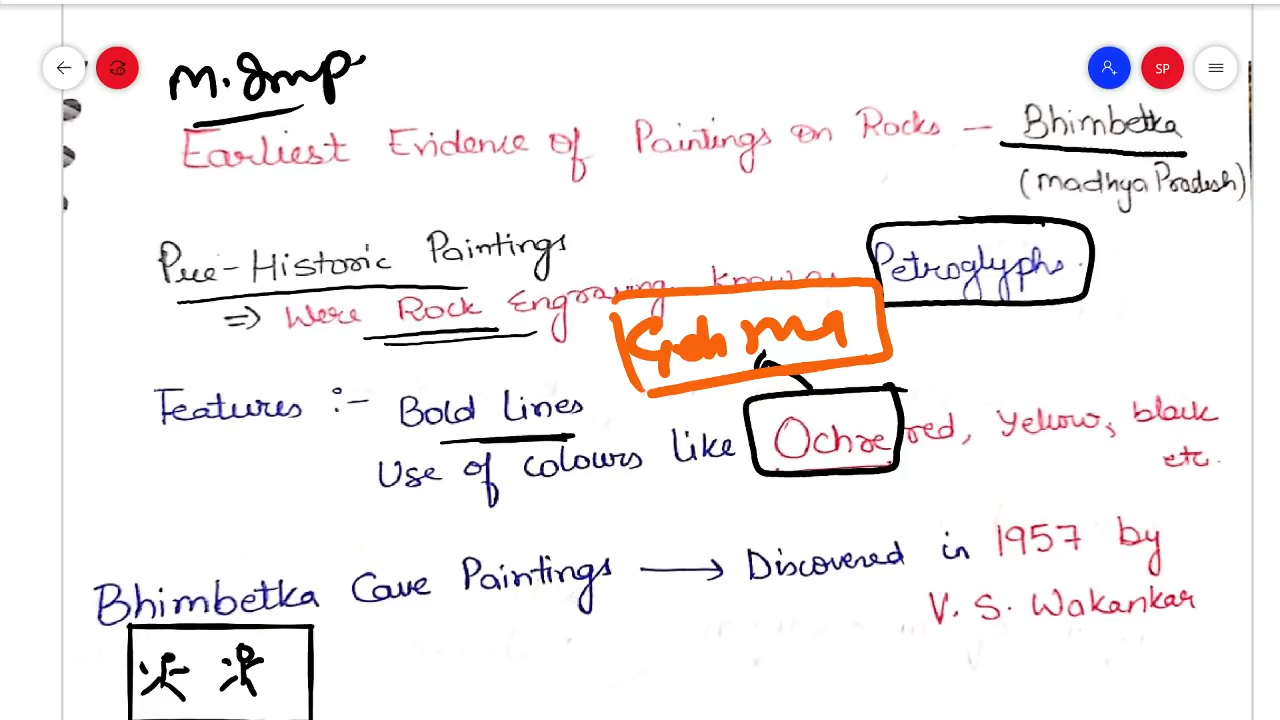 SP
M. Imp
Earliest Evidence of Paintings on Rocks — Bhimbetka
(Madhya Pradesh)
Pre-Historic Paintings
⇒ Were Rock Engraving known as Petroglyphs
Features :- Bold Lines
Use of colours like Ochre red, Yellow, black
etc.
Bhimbetka Cave Paintings → Discovered in 1957 by
V. S. Wakankar